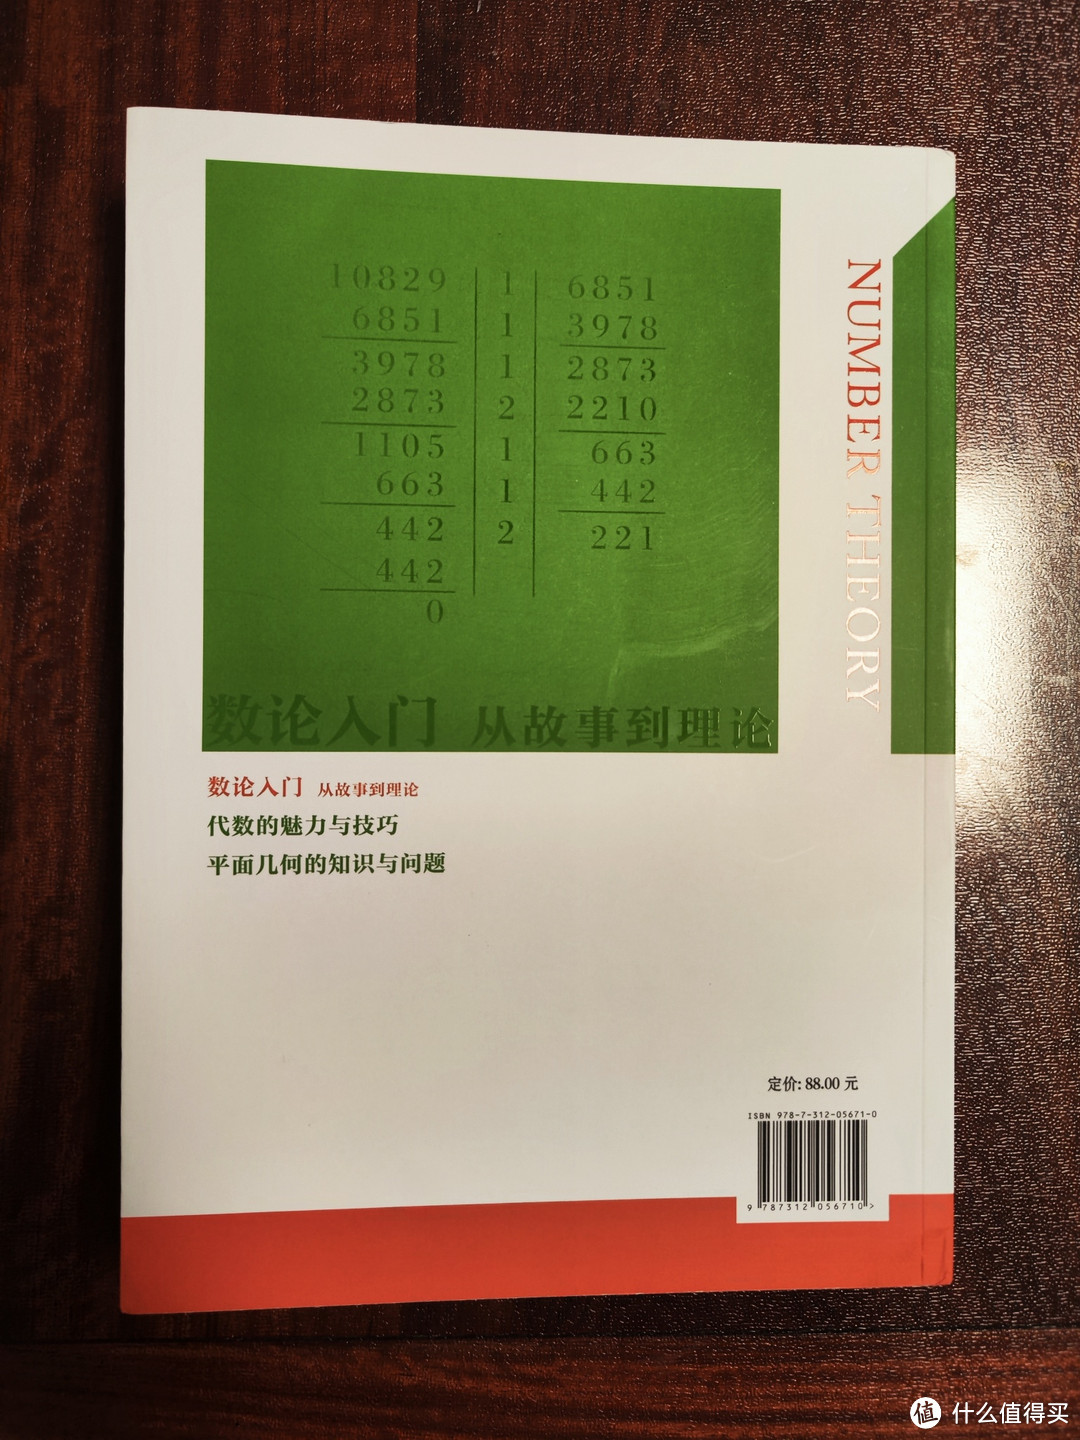 10829 1 6851
6851 1 3978
3978 1 2873
2873 2 2210
1105 1 663
663 1 442
442 2 221
442
0
NUMBER THEORY
数论入门 从故事到理论
数论入门 从故事到理论
代数的魅力与技巧
平面几何的知识与问题
定价: 88.00 元
ISBN 978-7-312-05671-0
9 787312 056710 >
值 什么值得买